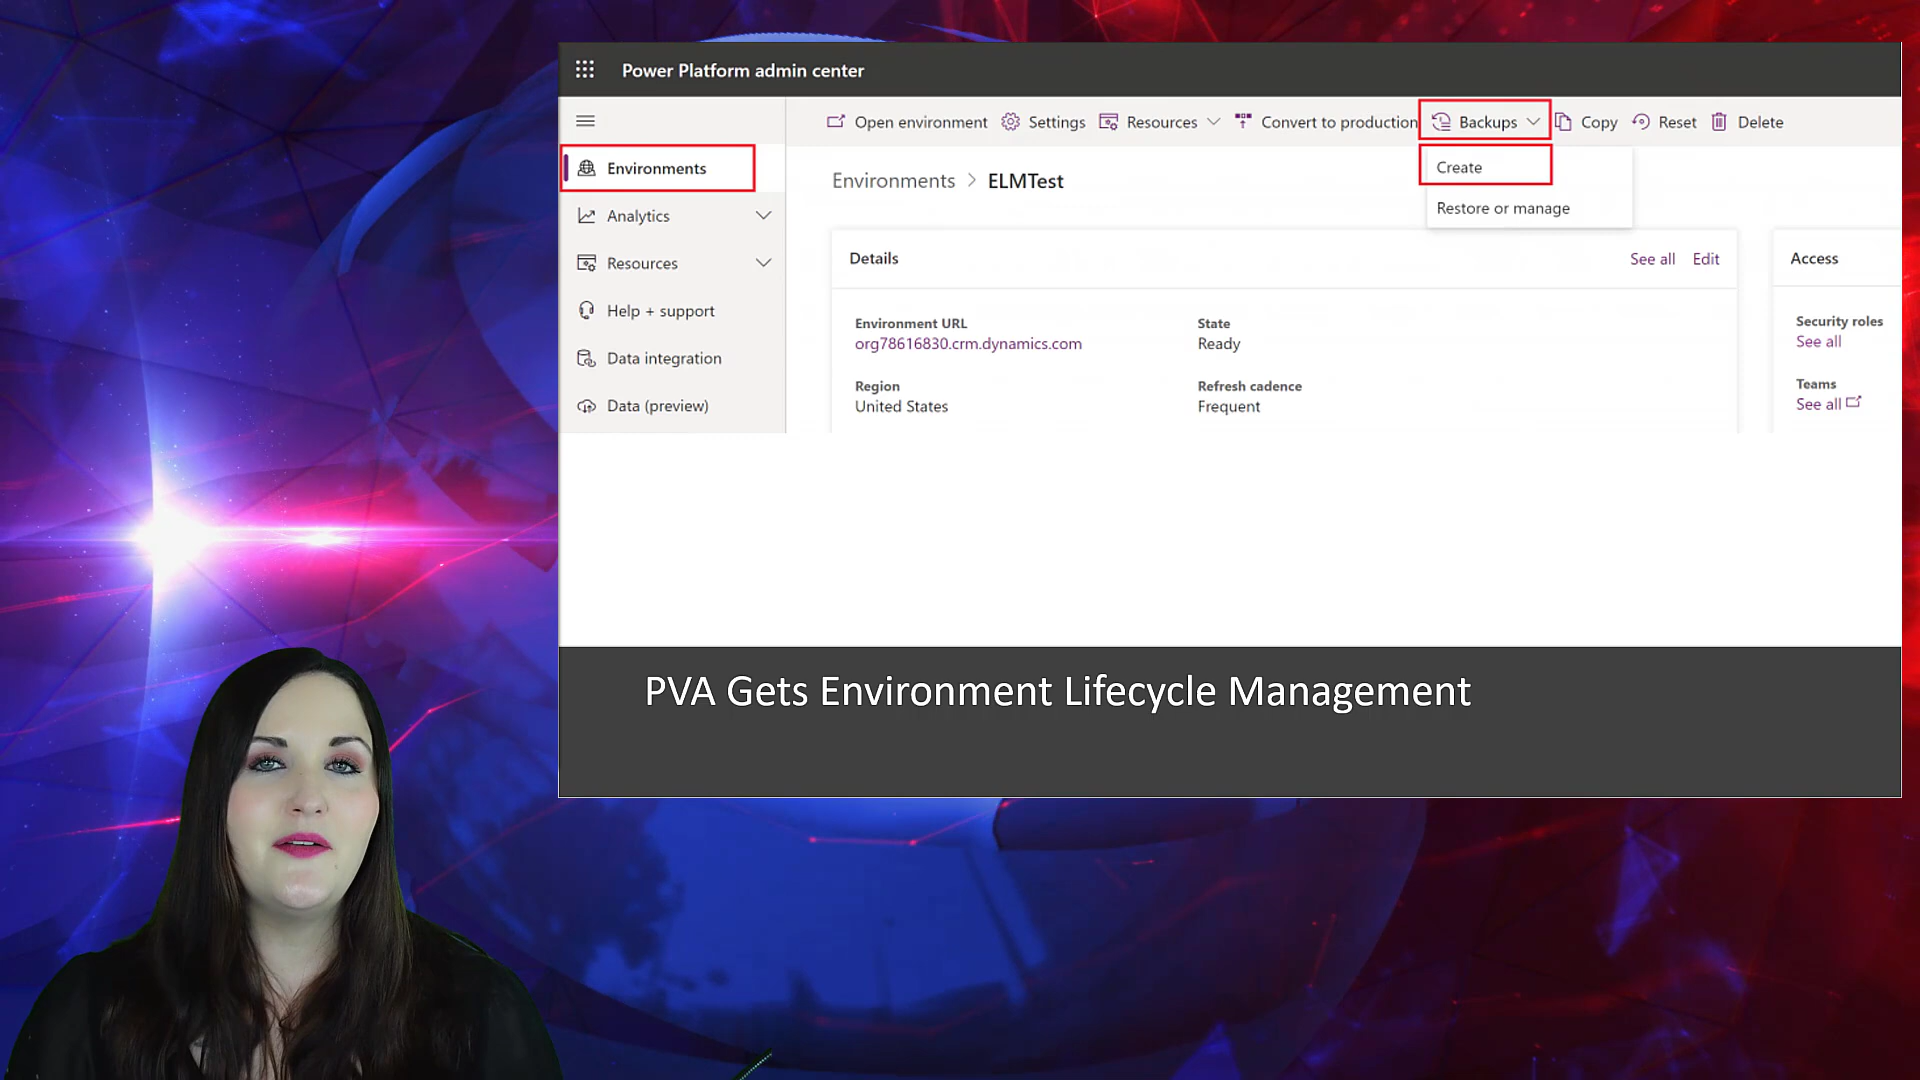 Power Platform admin center
Open environment Settings Resources Convert to production Backups Copy Reset Delete
Create
Restore or manage
Environments
Analytics
Resources
Help + support
Data integration
Data (preview)
Environments > ELMTest
Details See all Edit
Environment URL
org78616830.crm.dynamics.com
State
Ready
Region
United States
Refresh cadence
Frequent
Access
Security roles
See all
Teams
See all
PVA Gets Environment Lifecycle Management